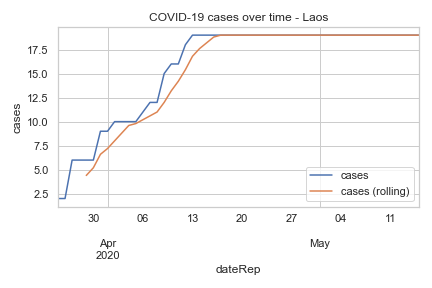 COVID-19 cases over time - Laos
cases
17.5
15.0
12.5
10.0
7.5
5.0
2.5
cases
cases (rolling)
30 06 13 20 27 04 11
Apr May
2020
dateRep